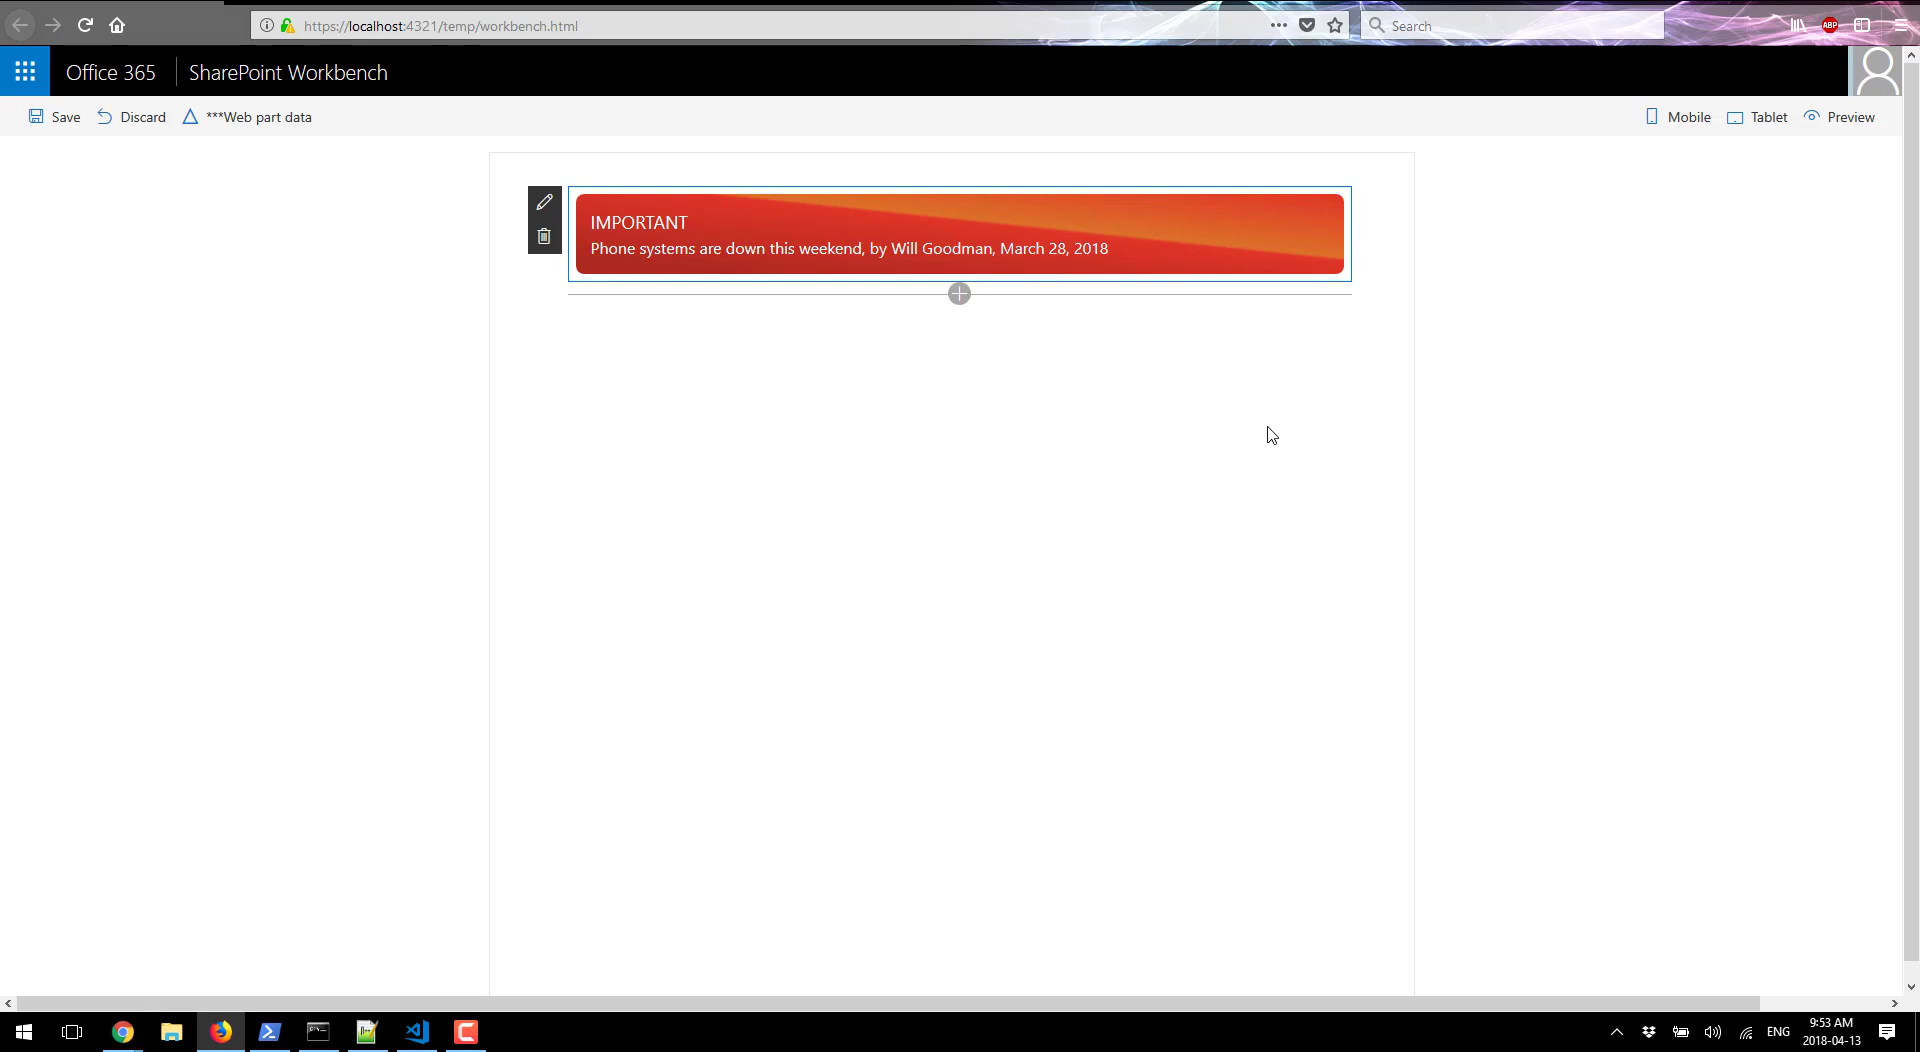 https://localhost:4321/temp/workbench.html
Search
ABP
Office 365
SharePoint Workbench
Save
Discard
***Web part data
Mobile
Tablet
Preview
IMPORTANT
Phone systems are down this weekend, by Will Goodman, March 28, 2018
ENG
9:53 AM
2018-04-13